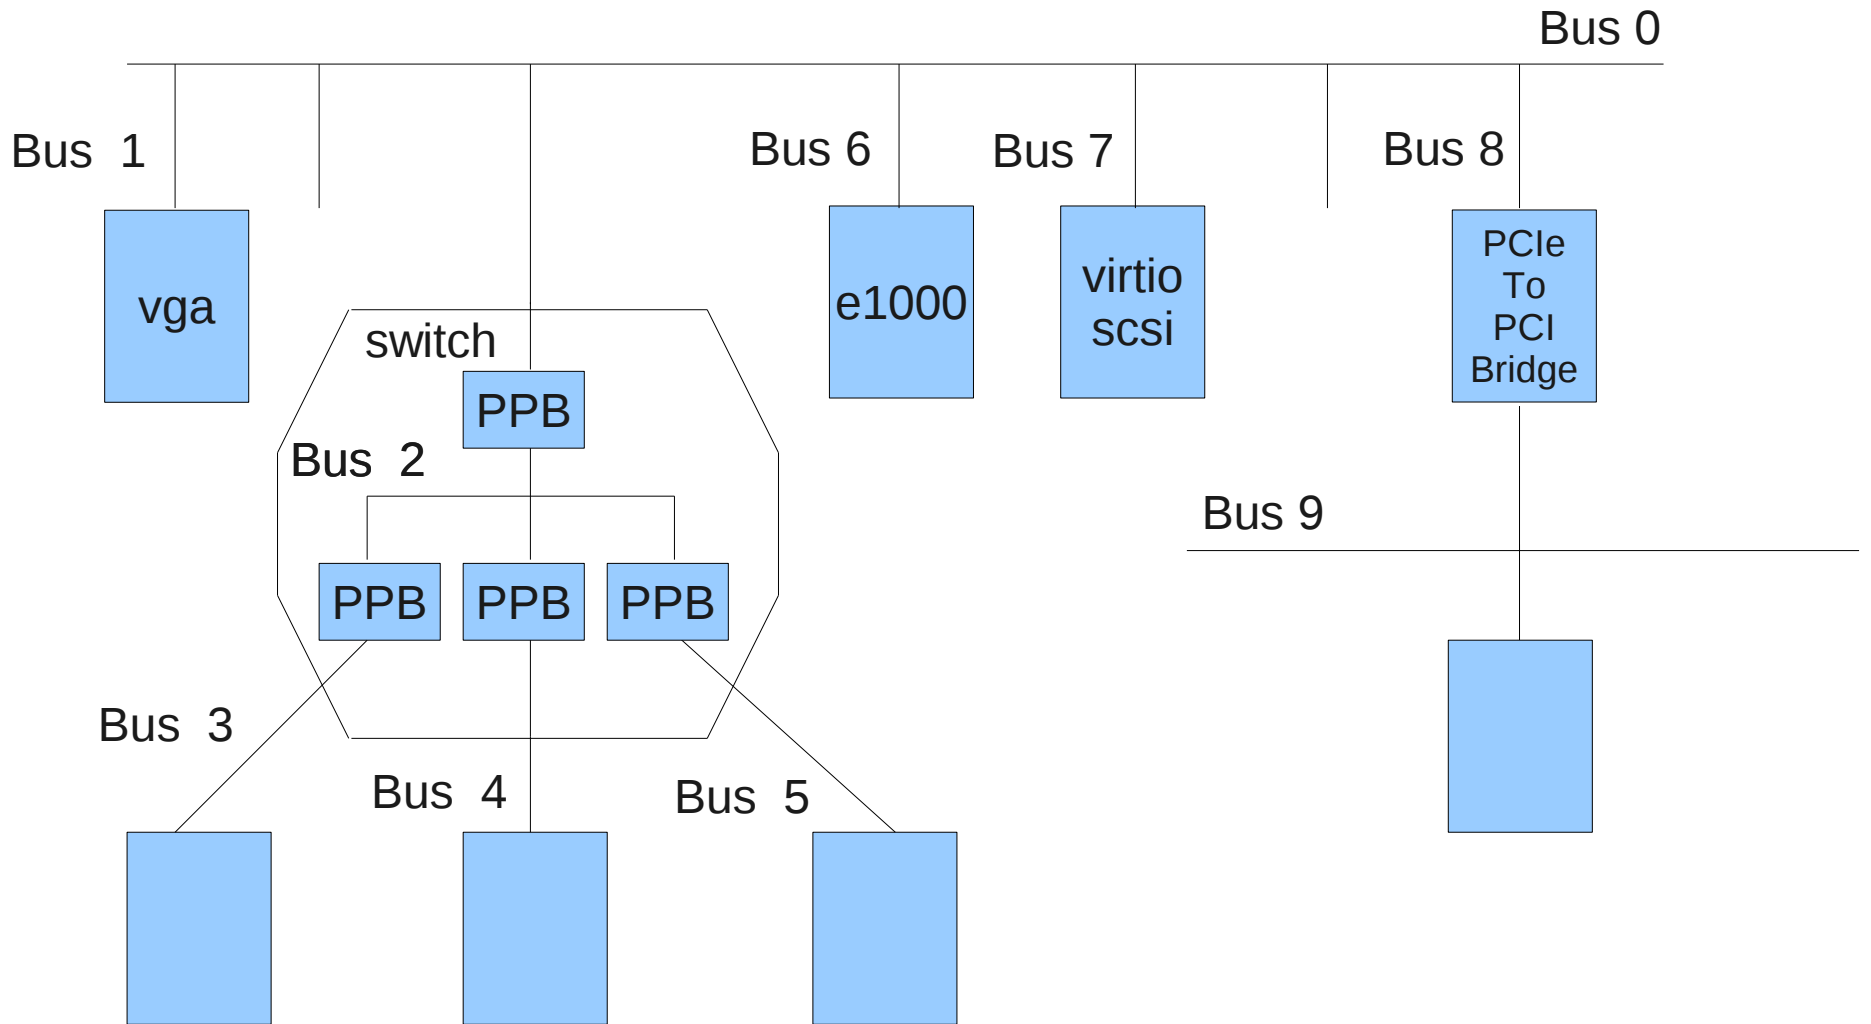 Bus 0
Bus 1
Bus 6
Bus 7
Bus 8
vga
e1000
virtio
scsi
PCIe
To
PCI
Bridge
switch
PPB
Bus 2
Bus 9
PPB
PPB
PPB
Bus 3
Bus 4
Bus 5